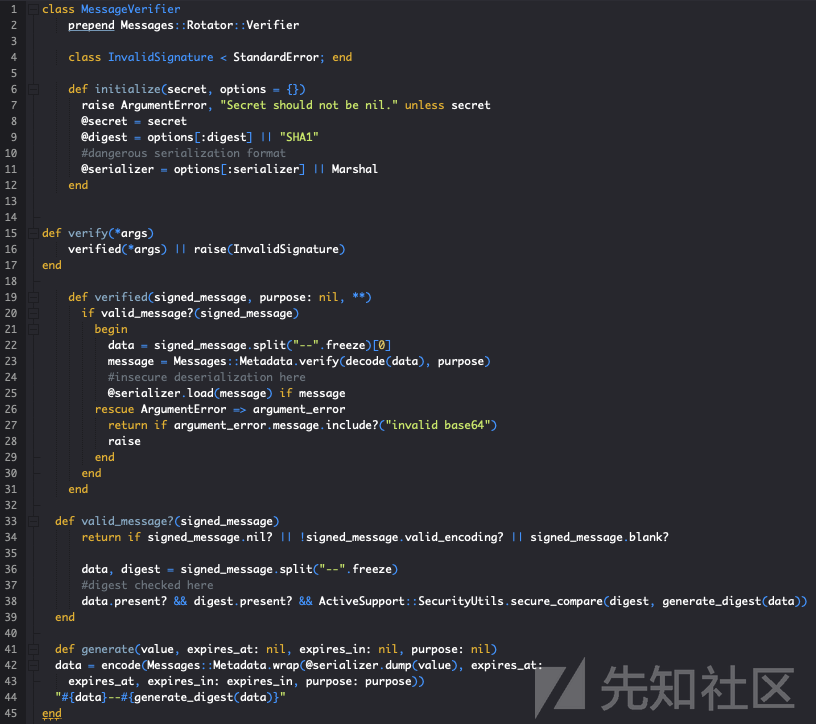 1 class MessageVerifier
2 prepend Messages::Rotator::Verifier
3
4 class InvalidSignature < StandardError; end
5
6 def initialize(secret, options = {})
7 raise ArgumentError, "Secret should not be nil." unless secret
8 @secret = secret
9 @digest = options[:digest] || "SHA1"
10 #dangerous serialization format
11 @serializer = options[:serializer] || Marshal
12 end
13
14
15 def verify(*args)
16 verified(*args) || raise(InvalidSignature)
17 end
18
19 def verified(signed_message, purpose: nil, **)
20 if valid_message?(signed_message)
21 begin
22 data = signed_message.split("--".freeze)[0]
23 message = Messages::Metadata.verify(decode(data), purpose)
24 #insecure deserialization here
25 @serializer.load(message) if message
26 rescue ArgumentError => argument_error
27 return if argument_error.message.include?("invalid base64")
28 raise
29 end
30 end
31 end
32
33 def valid_message?(signed_message)
34 return if signed_message.nil? || !signed_message.valid_encoding? || signed_message.blank?
35
36 data, digest = signed_message.split("--".freeze)
37 #digest checked here
38 data.present? && digest.present? && ActiveSupport::SecurityUtils.secure_compare(digest, generate_digest(data))
39 end
40
41 def generate(value, expires_at: nil, expires_in: nil, purpose: nil)
42 data = encode(Messages::Metadata.wrap(@serializer.dump(value), expires_at:
43 expires_at, expires_in: expires_in, purpose: purpose))
44 "#{data}--#{generate_digest(data)}"
45 end
先知社区